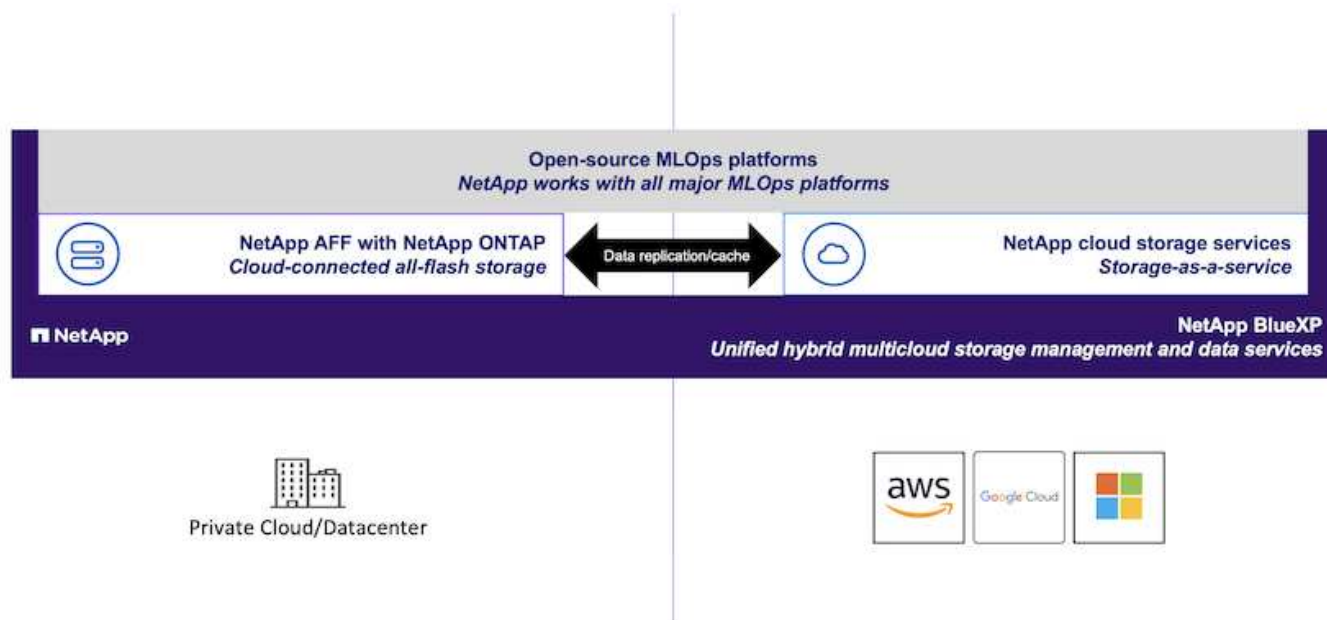 Open-source MLOps platforms
NetApp works with all major MLOps platforms
NetApp AFF with NetApp ONTAP
Cloud-connected all-flash storage
Data replication/cache
NetApp cloud storage services
Storage-as-a-service
NetApp
NetApp BlueXP
Unified hybrid multicloud storage management and data services
Private Cloud/Datacenter
aws
Google Cloud